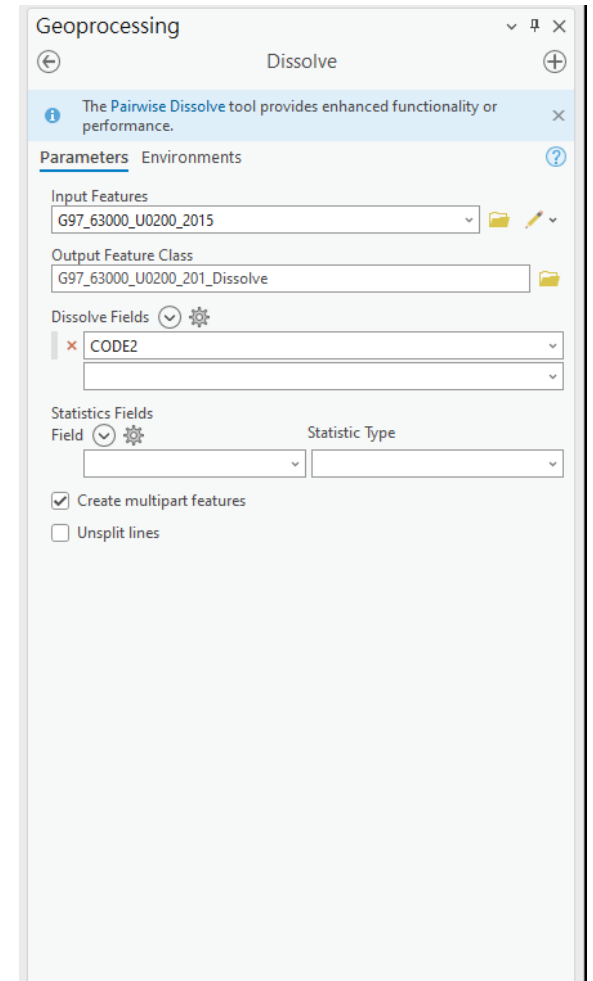 Geoprocessing
Dissolve
The Pairwise Dissolve tool provides enhanced functionality or
performance.
Parameters Environments
Input Features
G97_63000_U0200_2015
Output Feature Class
G97_63000_U0200_201_Dissolve
Dissolve Fields
CODE2
Statistics Fields
Field Statistic Type
Create multipart features
Unsplit lines